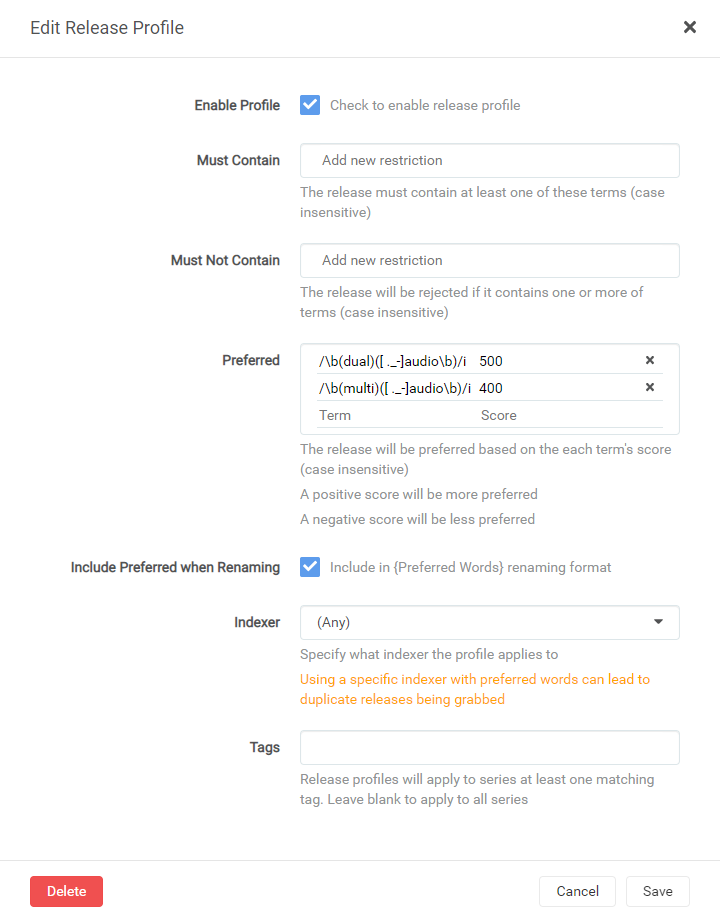 Edit Release Profile
Enable Profile
Check to enable release profile
Must Contain
Add new restriction
The release must contain at least one of these terms (case
insensitive)
Must Not Contain
Add new restriction
The release will be rejected if it contains one or more of
terms (case insensitive)
Preferred
/\b(dual)([ ._-]audio\b)/i 500
/\b(multi)([ ._-]audio\b)/i 400
Term Score
The release will be preferred based on the each term's score
(case insensitive)
A positive score will be more preferred
A negative score will be less preferred
Include Preferred when Renaming
Include in {Preferred Words} renaming format
Indexer
(Any)
Specify what indexer the profile applies to
Using a specific indexer with preferred words can lead to
duplicate releases being grabbed
Tags
Release profiles will apply to series at least one matching
tag. Leave blank to apply to all series
Delete
Cancel
Save